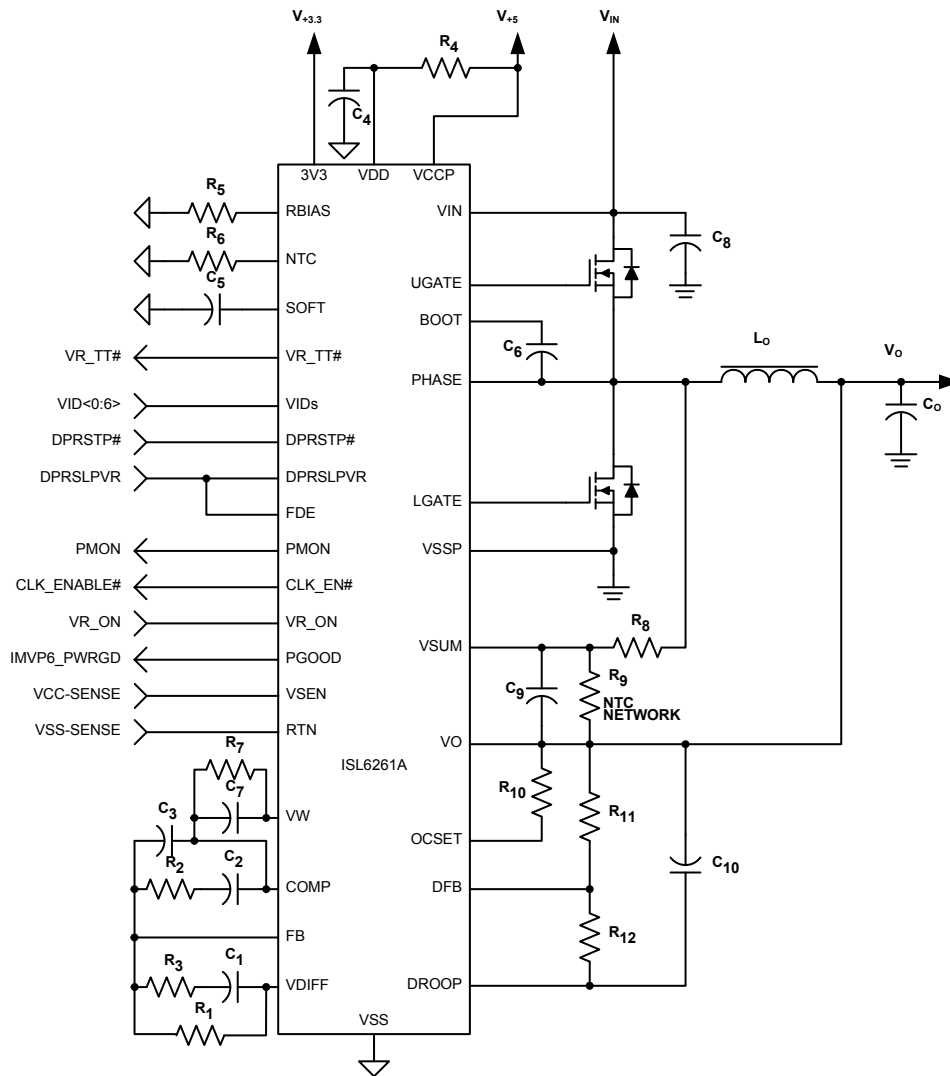 V+3.3
V+5
VIN
R4
C4
3V3
VDD
VCCP
R5
RBIAS
VIN
C8
R6
NTC
UGATE
C5
SOFT
BOOT
C6
LO
VO
VR_TT#
VR_TT#
PHASE
CO
VID<0:6>
VIDs
DPRSTP#
DPRSTP#
DPRSLPVR
DPRSLPVR
LGATE
FDE
PMON
PMON
VSSP
CLK_ENABLE#
CLK_EN#
VR_ON
VR_ON
R8
IMVP6_PWRGD
PGOOD
VSUM
R9
VCC-SENSE
VSEN
C9
NTC
NETWORK
VSS-SENSE
RTN
VO
R7
ISL6261A
C7
R10
R11
C3
VW
OCSET
C10
R2
C2
COMP
DFB
R12
FB
R3
C1
VDIFF
DROOP
R1
VSS